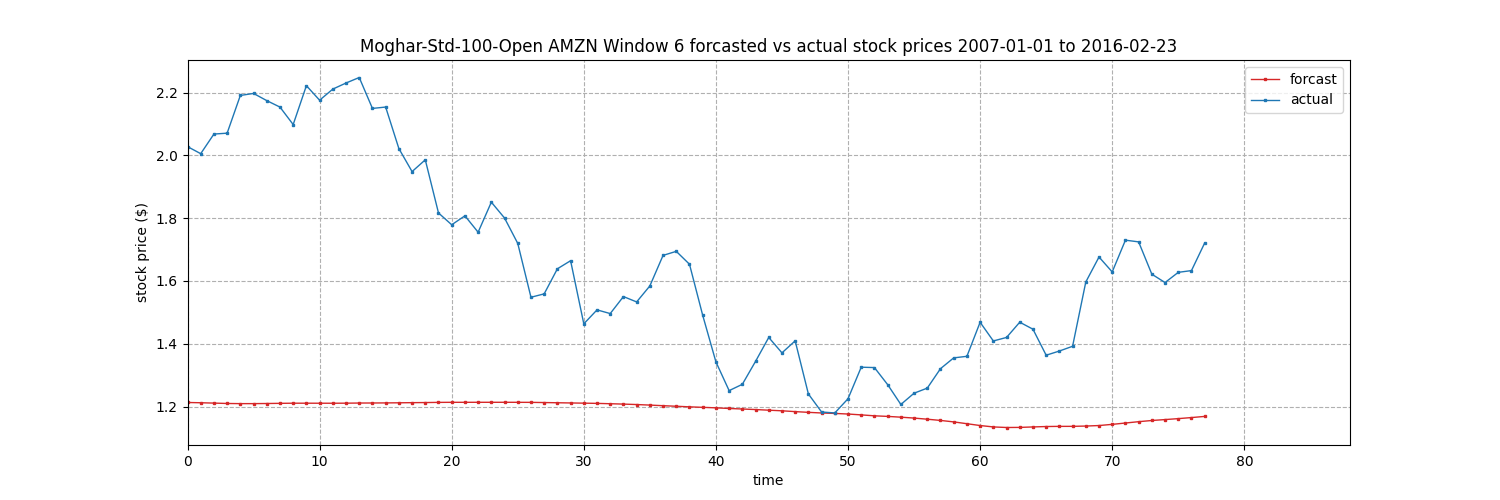 Moghar-Std-100-Open AMZN Window 6 forcasted vs actual stock prices 2007-01-01 to 2016-02-23
forcast
actual
stock price ($)
2.2
2.0
1.8
1.6
1.4
1.2
0 10 20 30 40 50 60 70 80
time